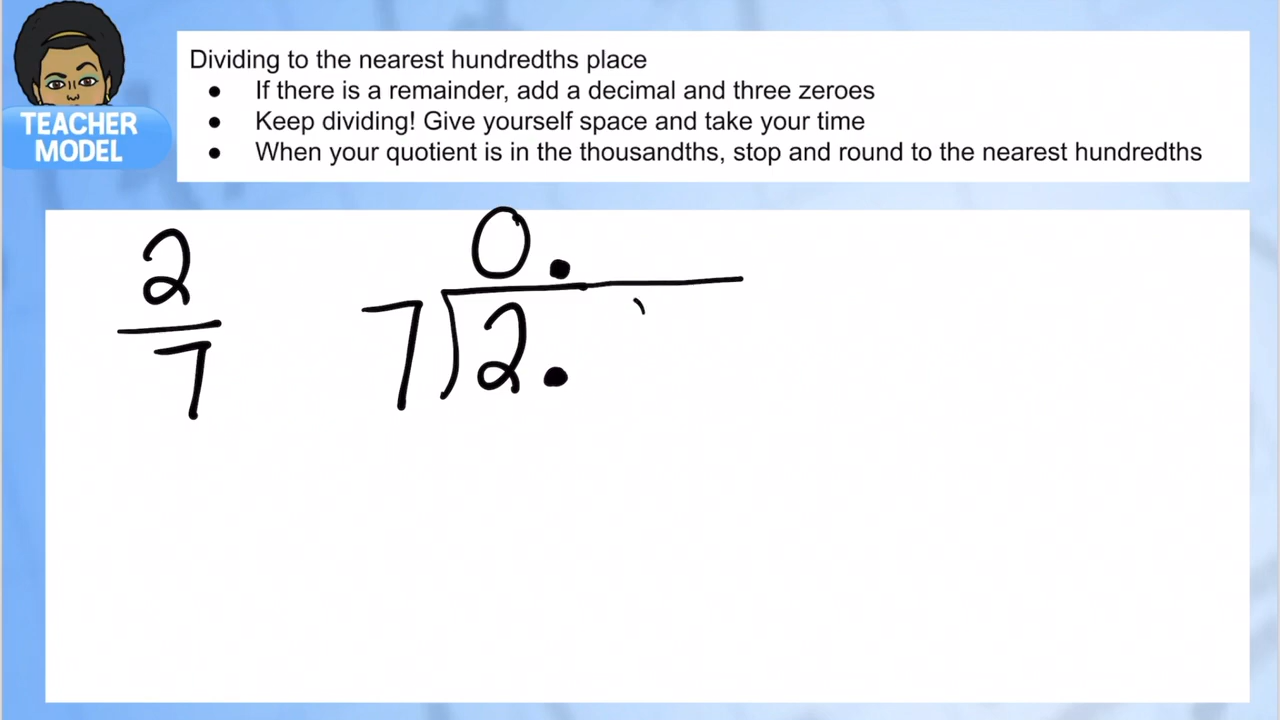 TEACHER
MODEL
Dividing to the nearest hundredths place
● If there is a remainder, add a decimal and three zeroes
● Keep dividing! Give yourself space and take your time
● When your quotient is in the thousandths, stop and round to the nearest hundredths
2
7
0.
7)2.